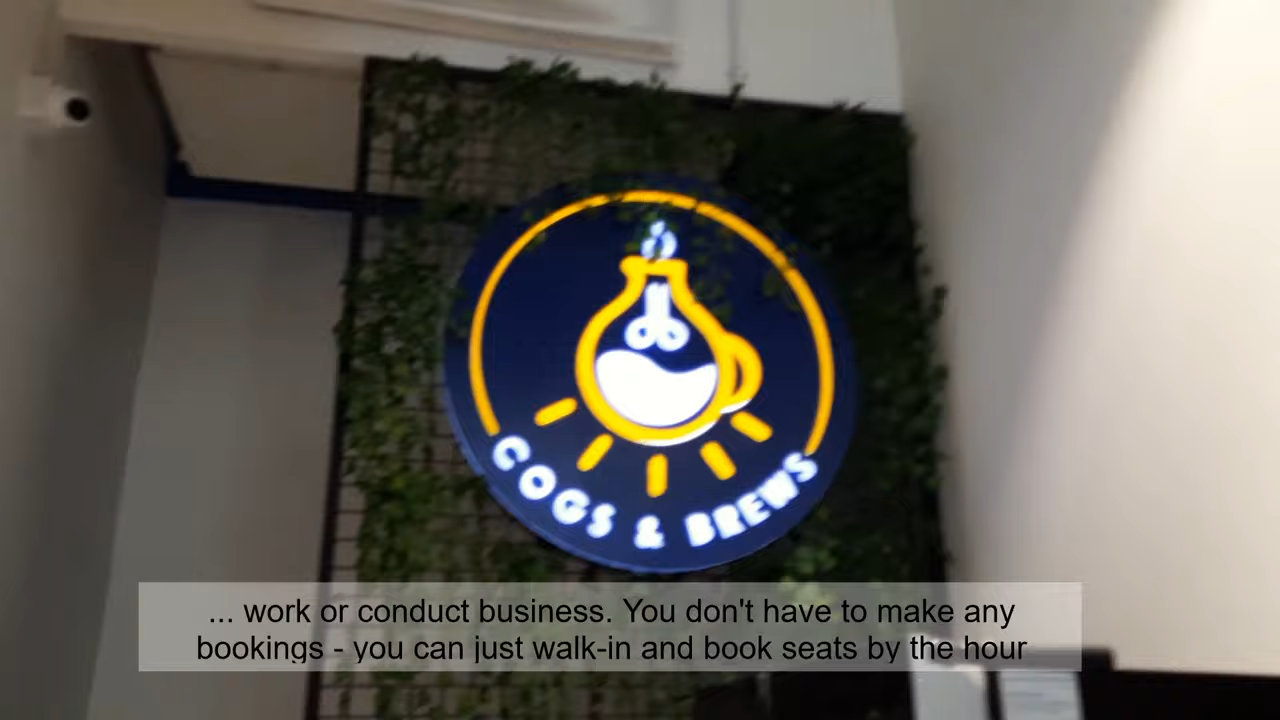 COGS & BREWS
... work or conduct business. You don't have to make any
bookings - you can just walk-in and book seats by the hour